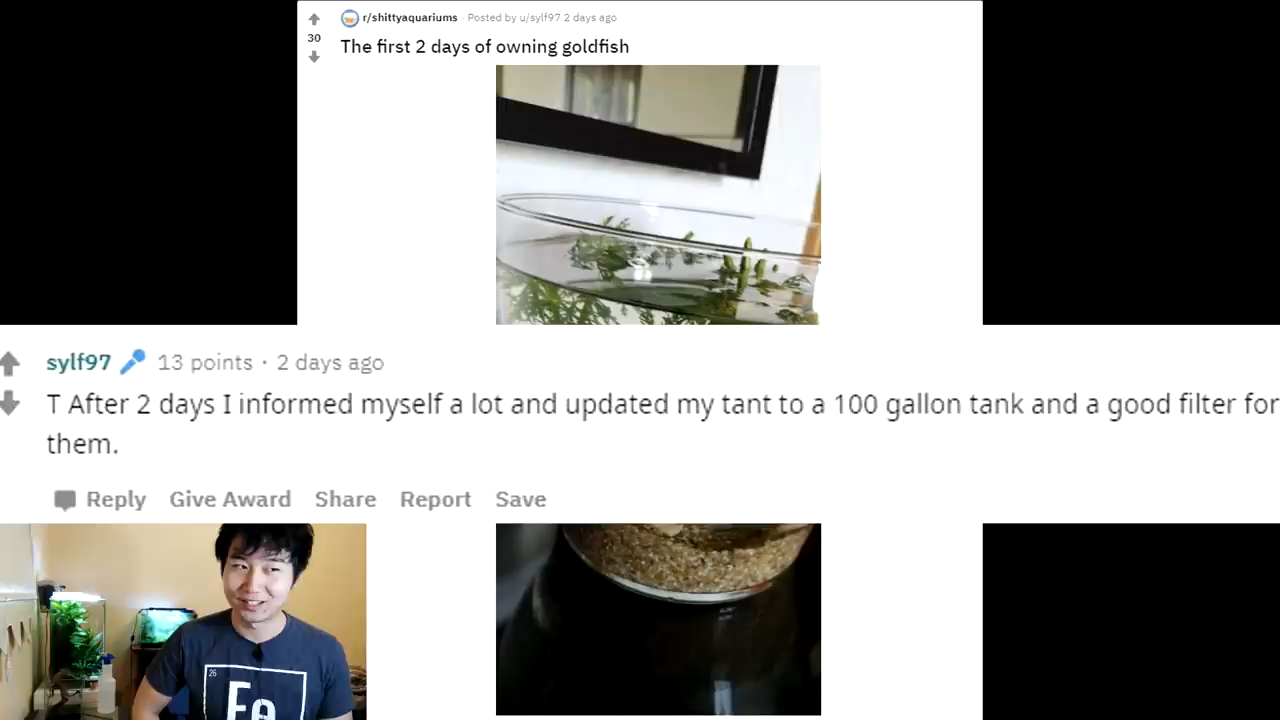 r/shittyaquariums · Posted by u/sylf97 2 days ago
30
The first 2 days of owning goldfish
sylf97 13 points · 2 days ago
T After 2 days I informed myself a lot and updated my tant to a 100 gallon tank and a good filter for
them.
Reply Give Award Share Report Save
26
Fe